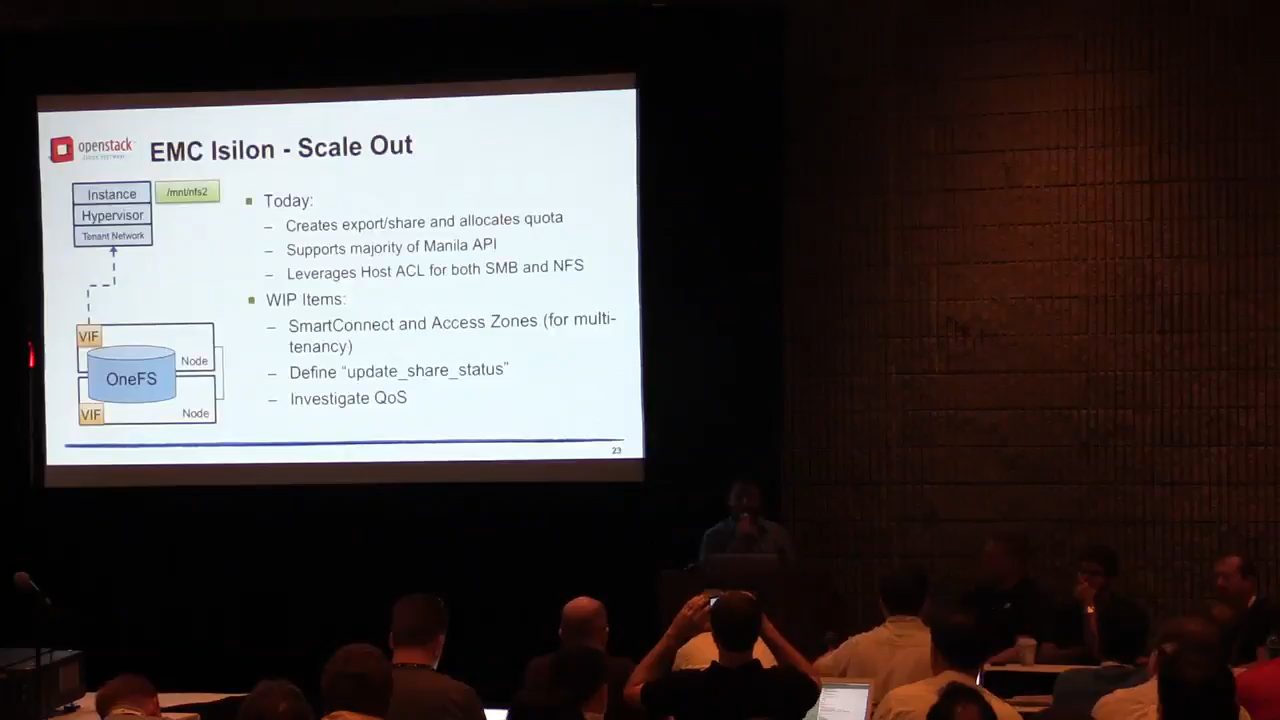 openstack
EMC Isilon - Scale Out
Instance
/mnt/nfs2
Hypervisor
Tenant Network
VIF
Node
OneFS
VIF
Node
▪ Today:
– Creates export/share and allocates quota
– Supports majority of Manila API
– Leverages Host ACL for both SMB and NFS
▪ WIP Items:
– SmartConnect and Access Zones (for multi-
tenancy)
– Define “update_share_status”
– Investigate QoS
23